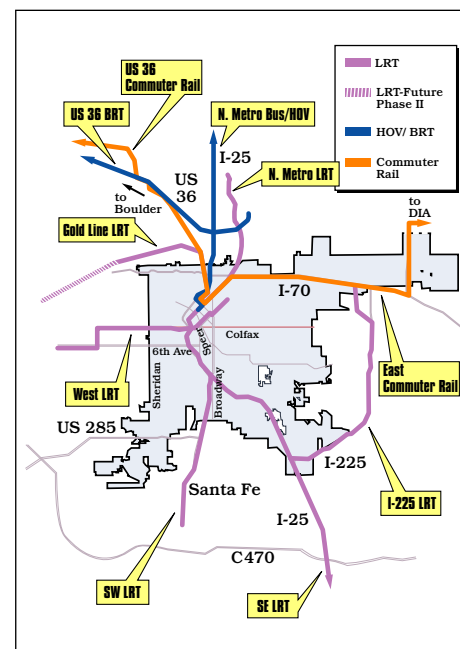 US 36
Commuter Rail
US 36 BRT
N. Metro Bus/HOV
LRT
LRT-Future
Phase II
HOV/ BRT
Commuter
Rail
I-25
US
36
N. Metro LRT
to
Boulder
to
DIA
Gold Line LRT
I-70
Speer
Colfax
6th Ave
Sheridan
Broadway
West LRT
East
Commuter Rail
US 285
I-225
Santa Fe
I-225 LRT
I-25
C470
SW LRT
SE LRT